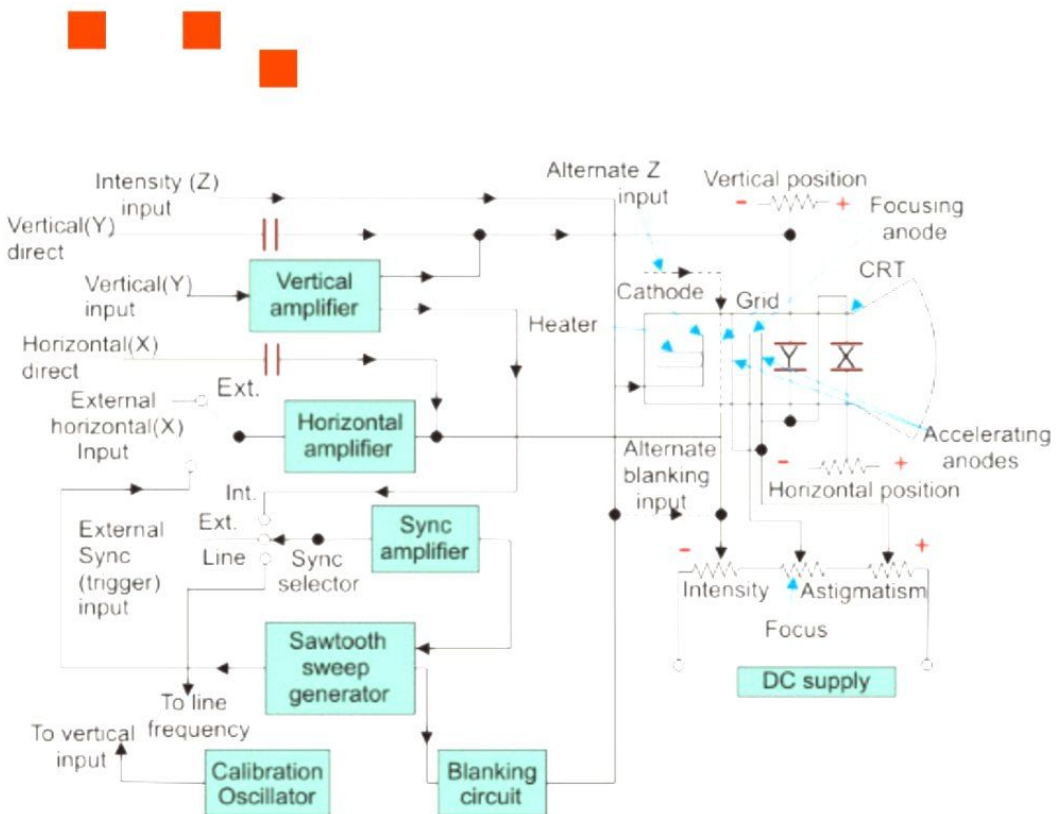 Intensity (Z)
input
Vertical(Y)
direct
Vertical(Y)
input
Vertical
amplifier
Horizontal(X)
direct
Ext.
External
horizontal(X)
Input
Horizontal
amplifier
Int.
Ext.
Line
External
Sync
(trigger)
input
Sync
selector
Sync
amplifier
Sawtooth
sweep
generator
To line
frequency
To vertical
input
Calibration
Oscillator
Blanking
circuit
Alternate Z
input
Vertical position
- +
Focusing
anode
CRT
Cathode
Grid
Heater
Y
X
Accelerating
anodes
Alternate
blanking
input
- +
Horizontal position
- +
Intensity
Astigmatism
Focus
DC supply